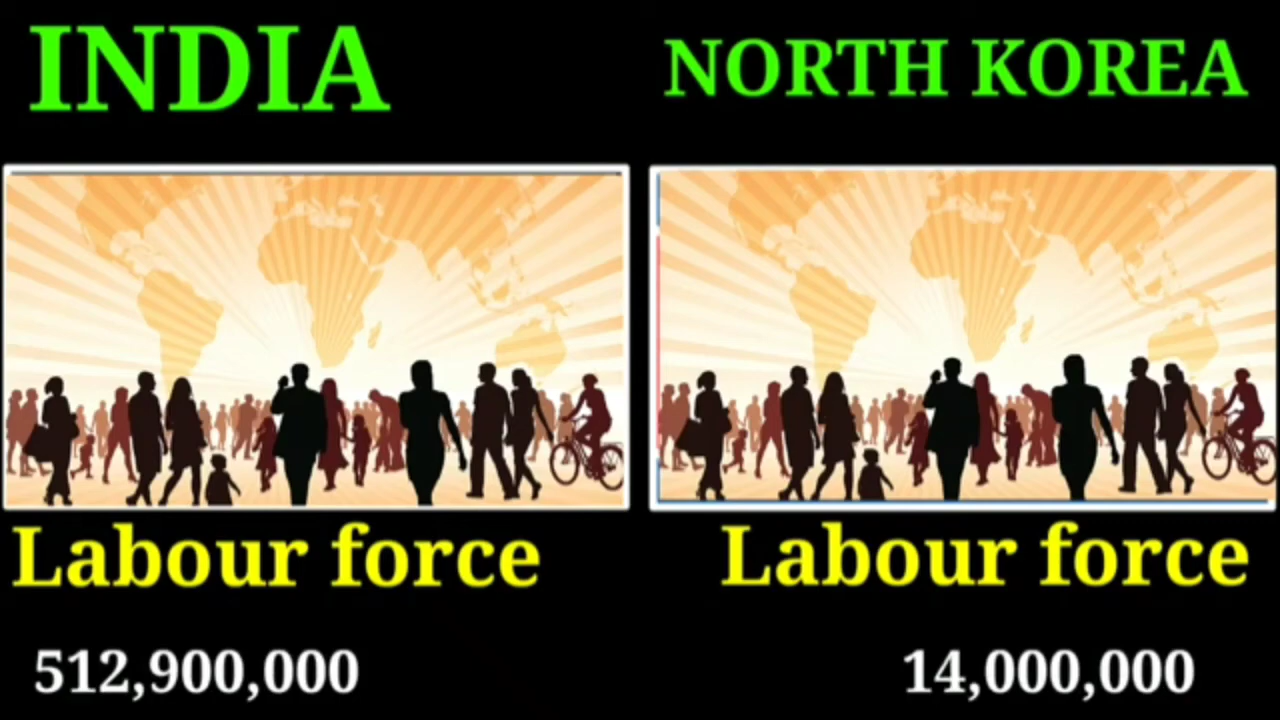 INDIA
NORTH KOREA
Labour force
Labour force
512,900,000
14,000,000